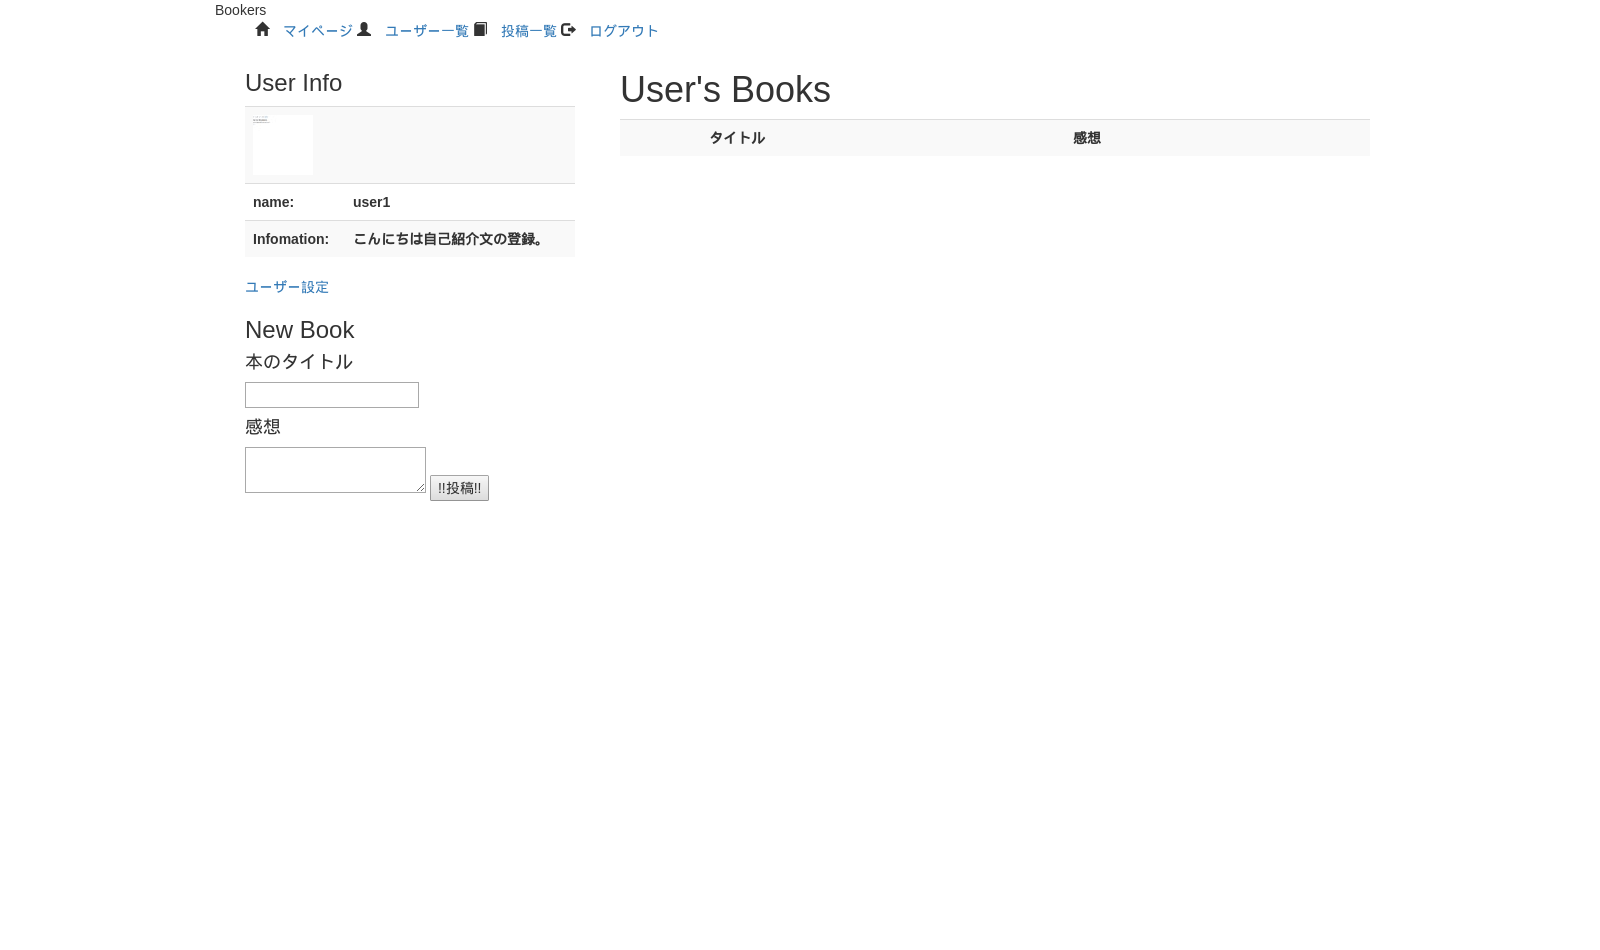 Bookers
マイページ ユーザー一覧 投稿一覧 ログアウト
User Info
name: user1
Infomation: こんにちは自己紹介文の登録。
ユーザー設定
New Book
本のタイトル
感想
!!投稿!!
User's Books
タイトル 感想